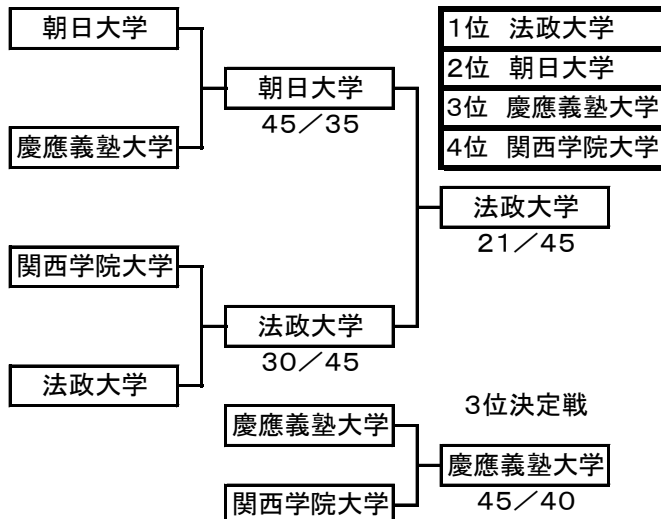 朝日大学
慶應義塾大学
朝日大学
45／35
関西学院大学
法政大学
法政大学
30／45
法政大学
21／45
1位 法政大学
2位 朝日大学
3位 慶應義塾大学
4位 関西学院大学
3位決定戦
慶應義塾大学
関西学院大学
慶應義塾大学
45／40